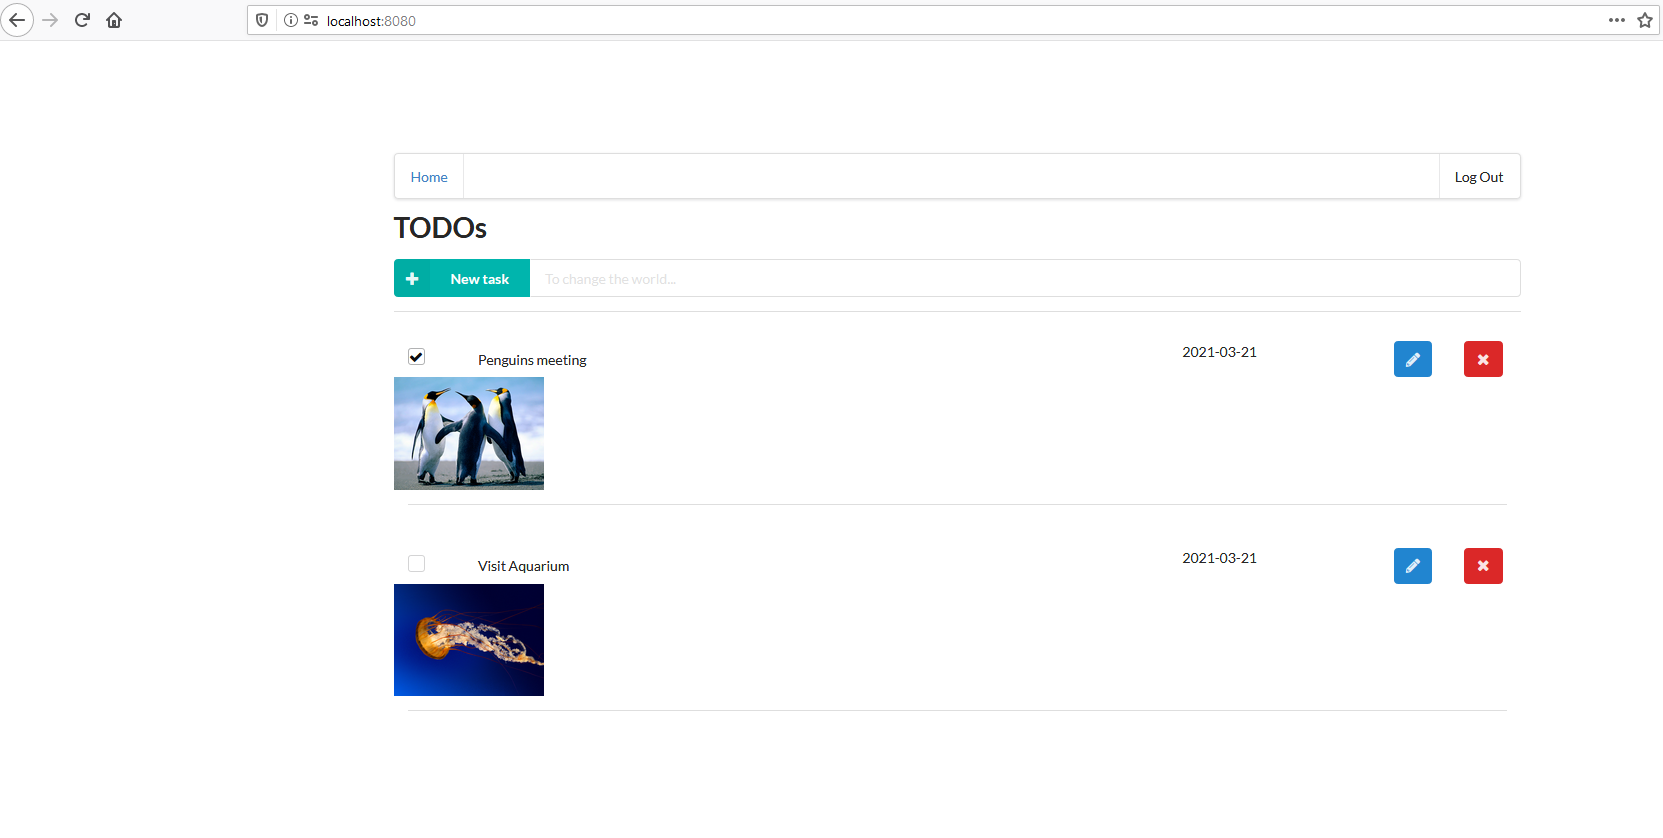 localhost:8080
Home
Log Out
TODOs
New task
To change the world...
Penguins meeting
2021-03-21
Visit Aquarium
2021-03-21